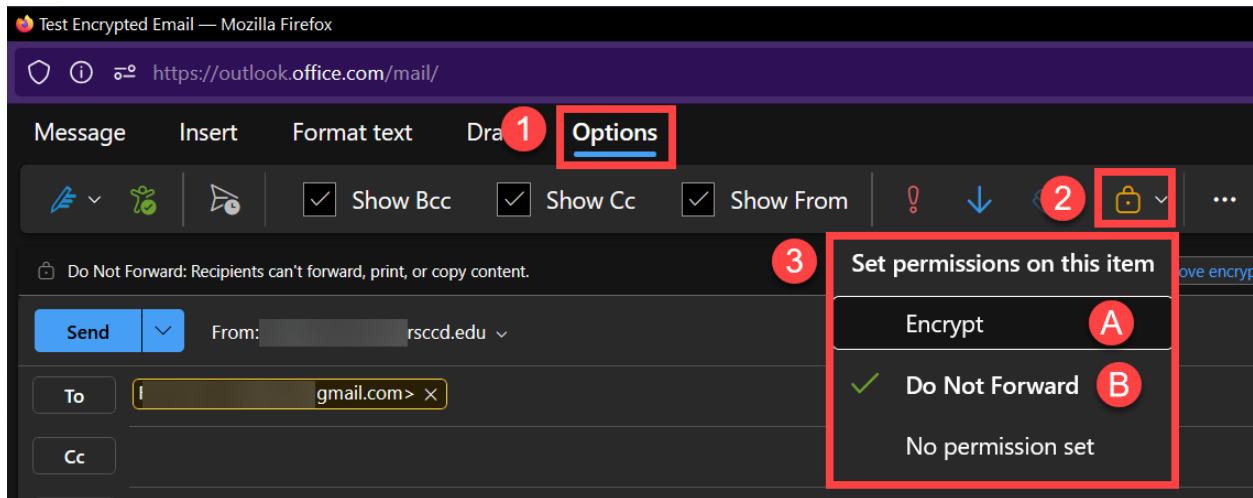 Test Encrypted Email — Mozilla Firefox
https://outlook.office.com/mail/
Message Insert Format text Dra 1 Options
Show Bcc Show Cc Show From 2 ...
Do Not Forward: Recipients can't forward, print, or copy content.
3 Set permissions on this item
ove encryp
Send From: rsccd.edu
Encrypt A
To gmail.com> ×
Do Not Forward B
Cc
No permission set